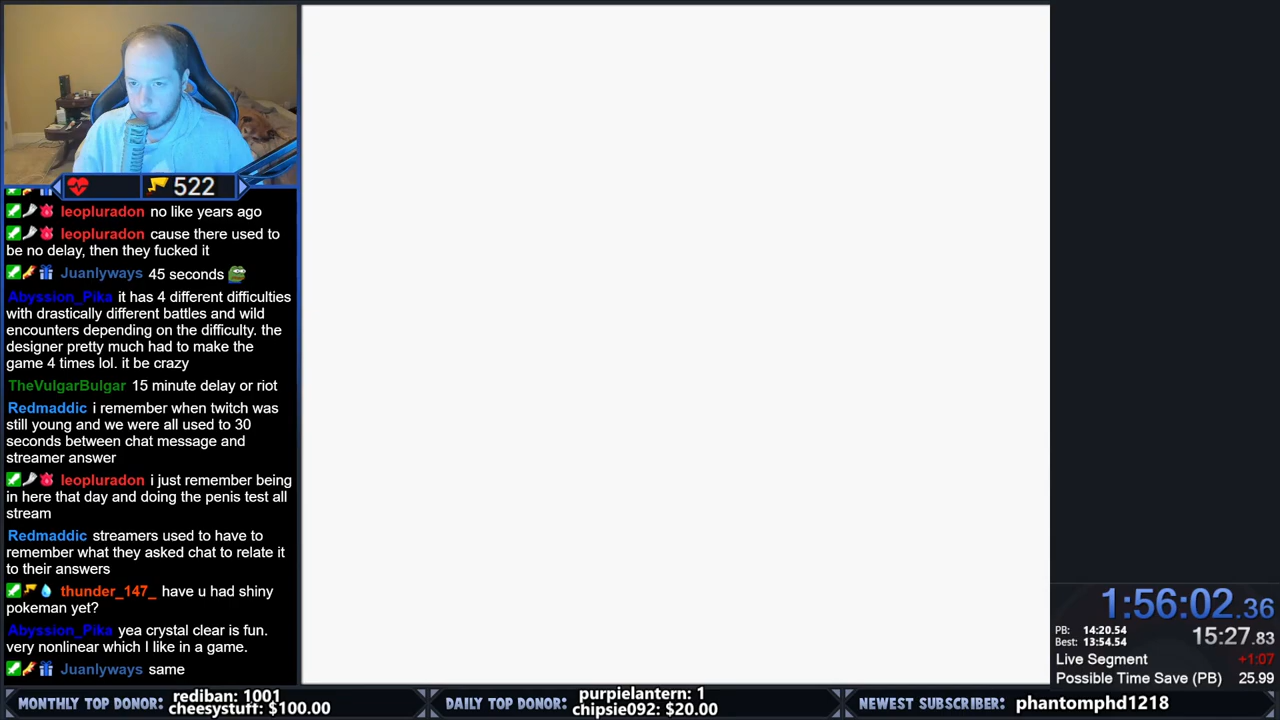 522
leopluradon no like years ago
leopluradon cause there used to
be no delay, then they fucked it
Juanlyways 45 seconds
Abyssion_Pika it has 4 different difficulties
with drastically different battles and wild
encounters depending on the difficulty. the
designer pretty much had to make the
game 4 times lol. it be crazy
TheVulgarBulgar 15 minute delay or riot
Redmaddic i remember when twitch was
still young and we were all used to 30
seconds between chat message and
streamer answer
leopluradon i just remember being
in here that day and doing the penis test all
stream
Redmaddic streamers used to have to
remember what they asked chat to relate it
to their answers
thunder_147_ have u had shiny
pokeman yet?
Abyssion_Pika yea crystal clear is fun.
very nonlinear which I like in a game.
Juanlyways same
1:56:02.36
PB: 14:20.54
Best: 13:54.54
15:27.83
Live Segment +1:07
Possible Time Save (PB) 25.99
MONTHLY TOP DONOR: rediban: 1001
cheesystuff: $100.00
DAILY TOP DONOR: purpielantern: 1
chipsie092: $20.00
NEWEST SUBSCRIBER: phantomphd1218